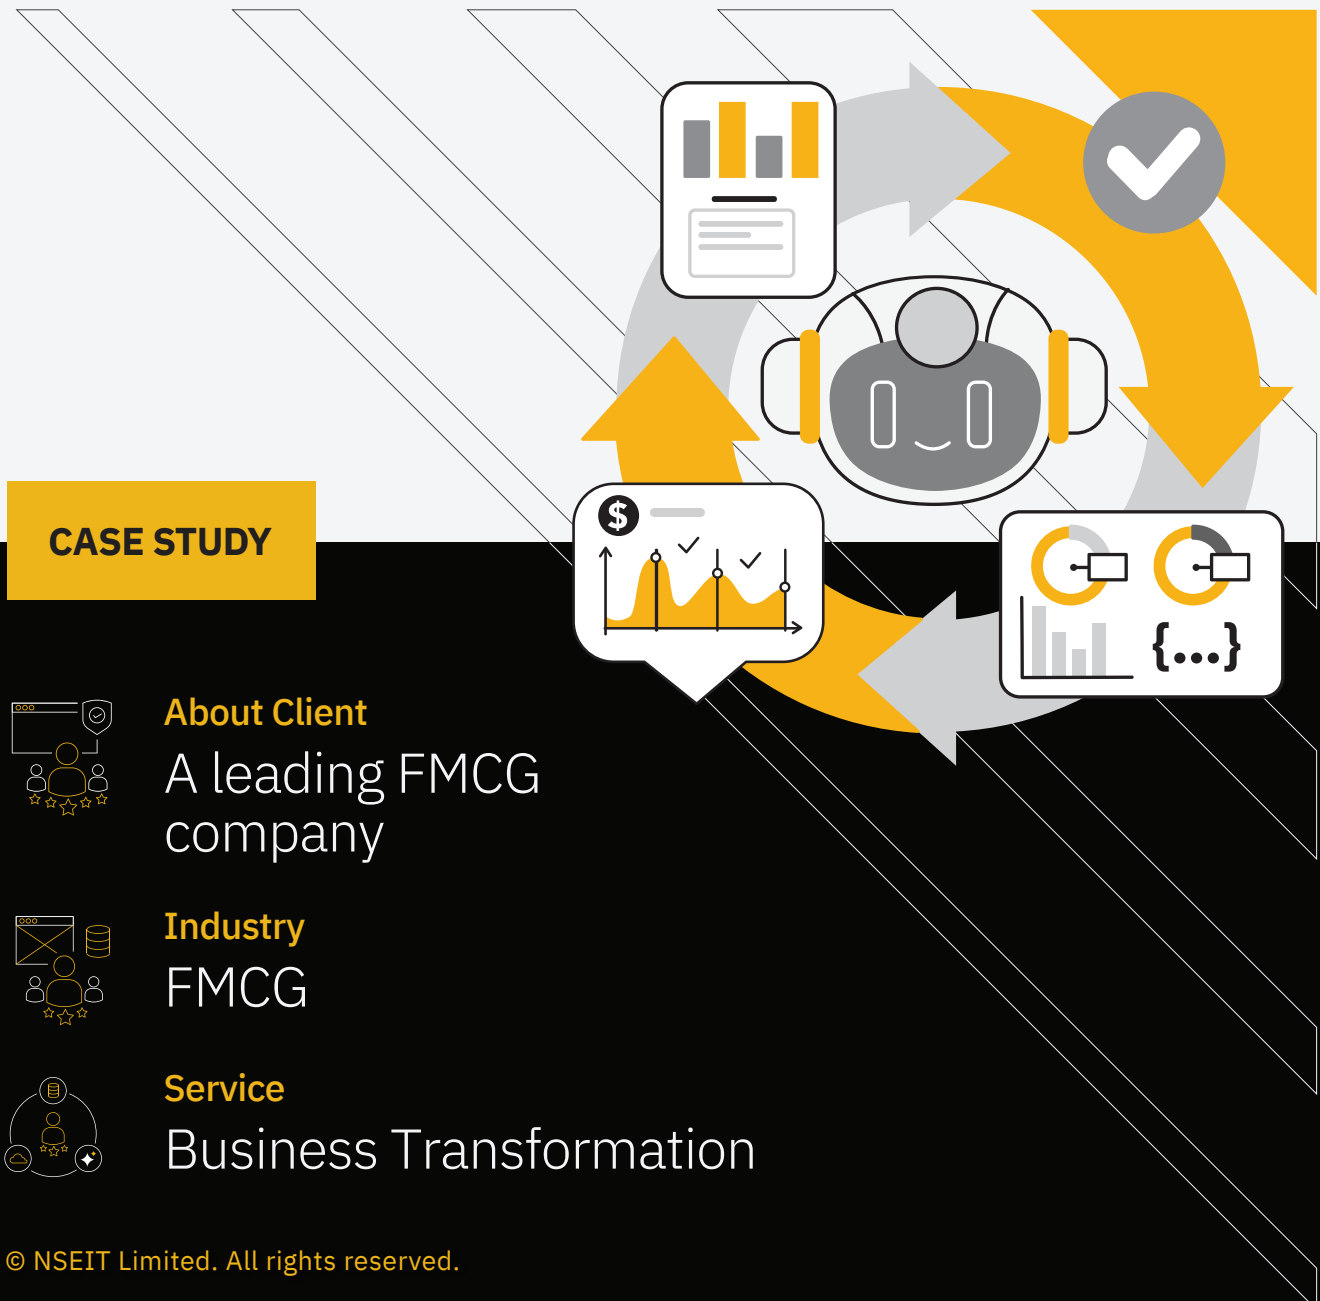 CASE STUDY
$
{...}
About Client
A leading FMCG
company
Industry
FMCG
Service
Business Transformation
© NSEIT Limited. All rights reserved.